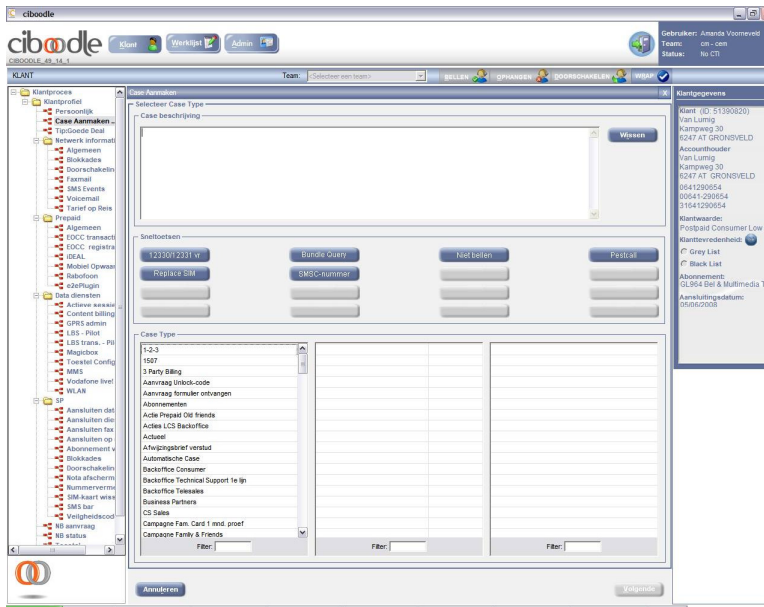 ciboodle
ciboodle
CIBOODLE_49_14_1
Klant
Werklijst
Admin
Gebruiker: Amanda Voorneveld
Team: cm - cem
Status: No CTI
KLANT
Team: <Selecteer een team>
BELLEN
OPHANGEN
DOORSCHAKELEN
WRAP
Klantproces
Klantprofiel
Persoonlijk
Case Aanmaken ..
Tip:Goede Deal
Netwerk informati
Algemeen
Blokkades
Doorschakelin
Faxmail
SMS Events
Voicemail
Tarief op Reis
Prepaid
Algemeen
EOCC transacti
EOCC registra
iDEAL
Mobiel Opwaar
Rabofoon
e2ePlugin
Data diensten
Actieve sessie
Content billing
GPRS admin
LBS - Pilot
LBS trans. - Pil
Magicbox
Toestel Config
MMS
Vodafone live!
WLAN
SP
Aansluiten dat
Aansluiten die
Aansluiten fax
Aansluiten op
Abonnement v
Blokkades
Doorschakelin
Nota afscherm
Nummerverme
SIM-kaart wiss
SMS bar
Veiligheidscod
NB aanvraag
NB status
Case Aanmaken
X
Selecteer Case Type
Case beschrijving
Wissen
Sneltoetsen
12330/12331 vr
Bundle Query
Niet bellen
Pestcall
Replace SIM
SMSC-nummer
Case Type
1-2-3
1507
3 Party Billing
Aanvraag Unlock-code
Aanvraag formulier ontvangen
Abonnementen
Actie Prepaid Old friends
Acties LCS Backoffice
Actueel
Afwijzingsbrief verstud
Automatische Case
Backoffice Consumer
Backoffice Technical Support 1e lijn
Backoffice Telesales
Business Partners
CS Sales
Campagne Fam. Card 1 mnd. proef
Campagne Family & Friends
Filter:
Filter:
Filter:
Annuleren
Volgende
Klantgegevens
Klant (ID: 51390820)
Van Lumig
Kampweg 30
6247 AT GRONSVELD
Accounthouder
Van Lumig
Kampweg 30
6247 AT GRONSVELD
0641290654
00641-290654
31641290654
Klantwaarde:
Postpaid Consumer Low
Klanttevredenheid:
Grey List
Black List
Abonnement:
GL964 Bel & Multimedia T
Aansluitingsdatum:
05/06/2008